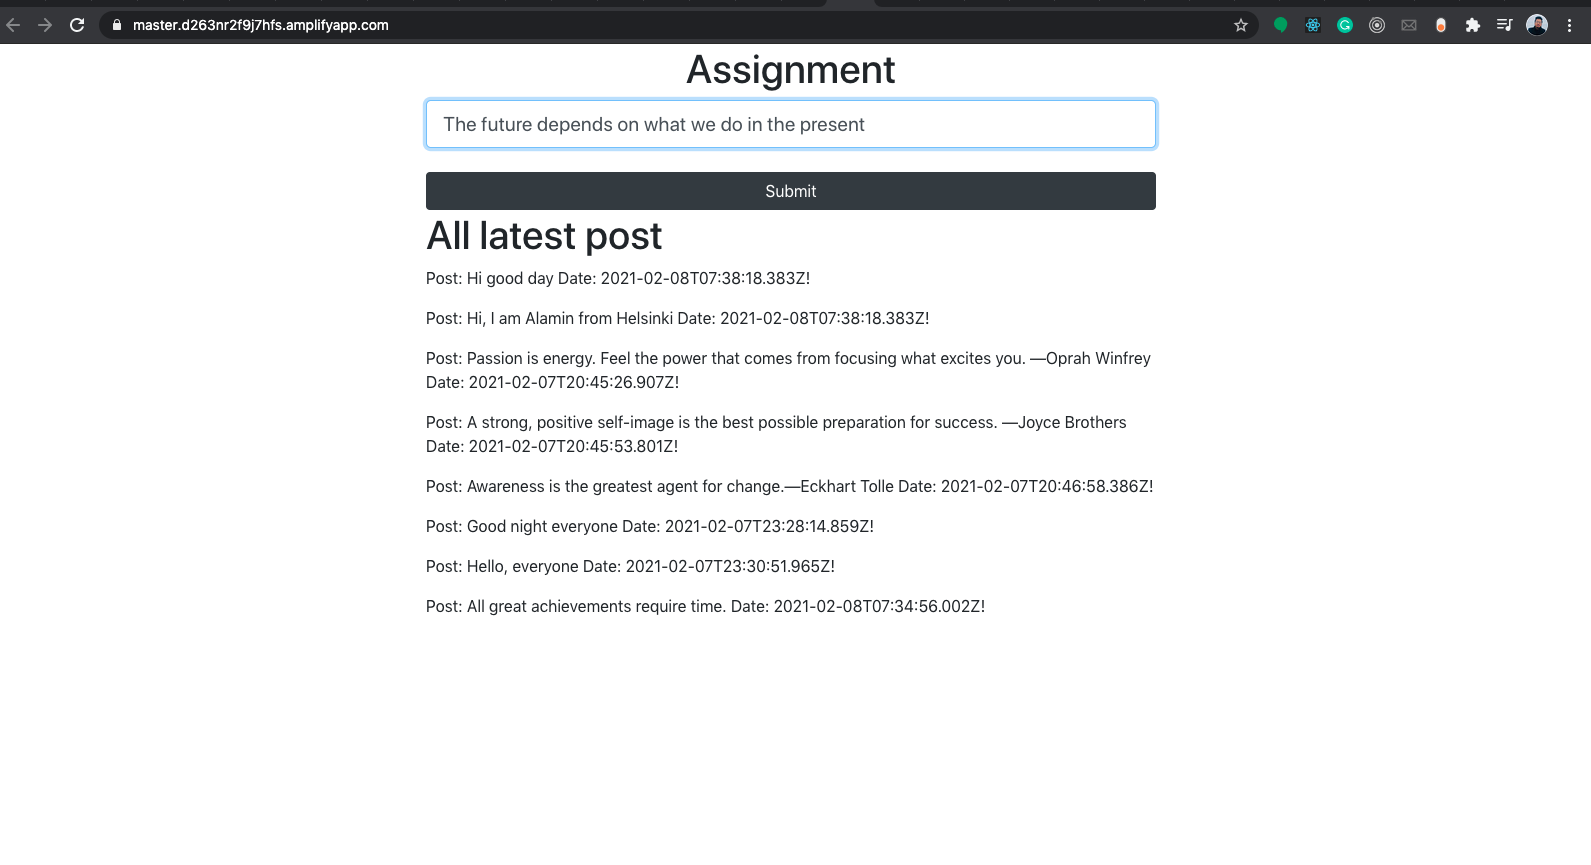 master.d263nr2f9j7hfs.amplifyapp.com
Assignment
The future depends on what we do in the present
Submit
All latest post
Post: Hi good day Date: 2021-02-08T07:38:18.383Z!
Post: Hi, I am Alamin from Helsinki Date: 2021-02-08T07:38:18.383Z!
Post: Passion is energy. Feel the power that comes from focusing what excites you. —Oprah Winfrey
Date: 2021-02-07T20:45:26.907Z!
Post: A strong, positive self-image is the best possible preparation for success. —Joyce Brothers
Date: 2021-02-07T20:45:53.801Z!
Post: Awareness is the greatest agent for change.—Eckhart Tolle Date: 2021-02-07T20:46:58.386Z!
Post: Good night everyone Date: 2021-02-07T23:28:14.859Z!
Post: Hello, everyone Date: 2021-02-07T23:30:51.965Z!
Post: All great achievements require time. Date: 2021-02-08T07:34:56.002Z!